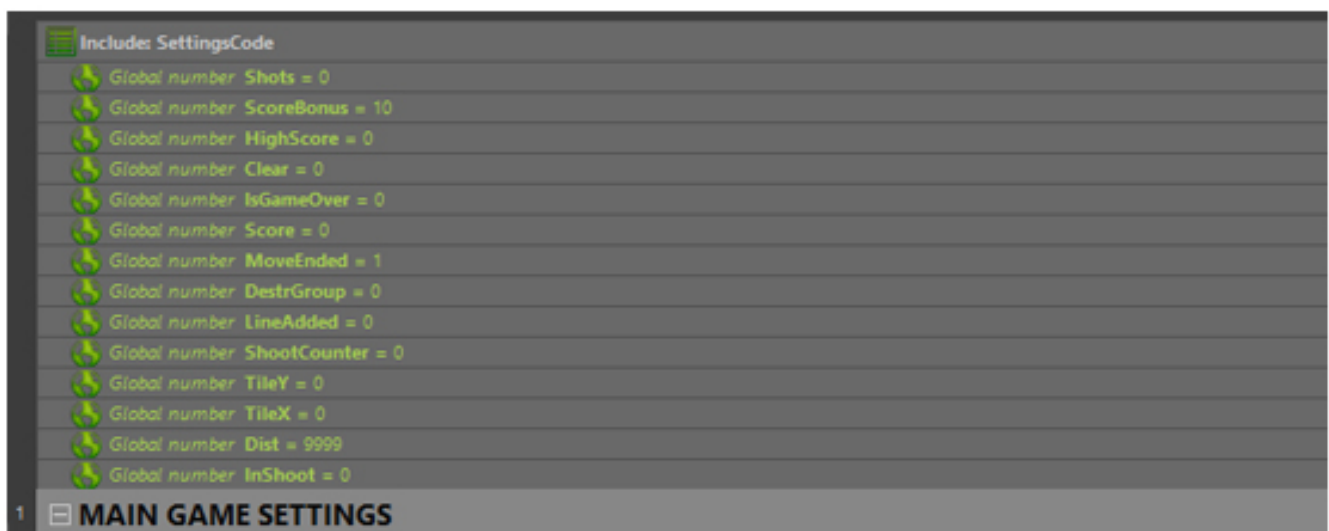 Include: SettingsCode
Global number Shots = 0
Global number ScoreBonus = 10
Global number HighScore = 0
Global number Clear = 0
Global number IsGameOver = 0
Global number Score = 0
Global number MoveEnded = 1
Global number DestrGroup = 0
Global number LineAdded = 0
Global number ShootCounter = 0
Global number TileY = 0
Global number TileX = 0
Global number Dist = 9999
Global number InShoot = 0
1 MAIN GAME SETTINGS